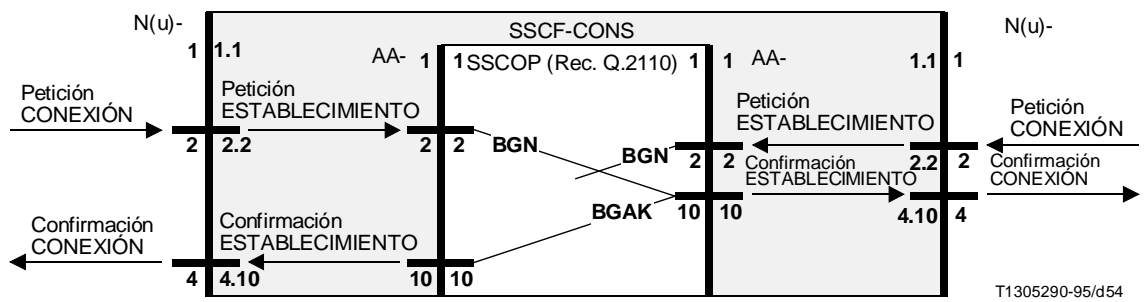 N(u)-
N(u)-
SSCF-CONS
1 1.1
AA- 1 1 SSCOP (Rec. Q.2110) 1 1 AA-
1.1 1
Petición
CONEXIÓN
Petición
ESTABLECIMIENTO
Petición
ESTABLECIMIENTO
Petición
CONEXIÓN
2 2.2
2 2
BGN
BGN
2 2
2.2 2
Confirmación
ESTABLECIMIENTO
Confirmación
CONEXIÓN
BGAK
10 10
4.10 4
Confirmación
CONEXIÓN
Confirmación
ESTABLECIMIENTO
4 4.10
10 10
T1305290-95/d54